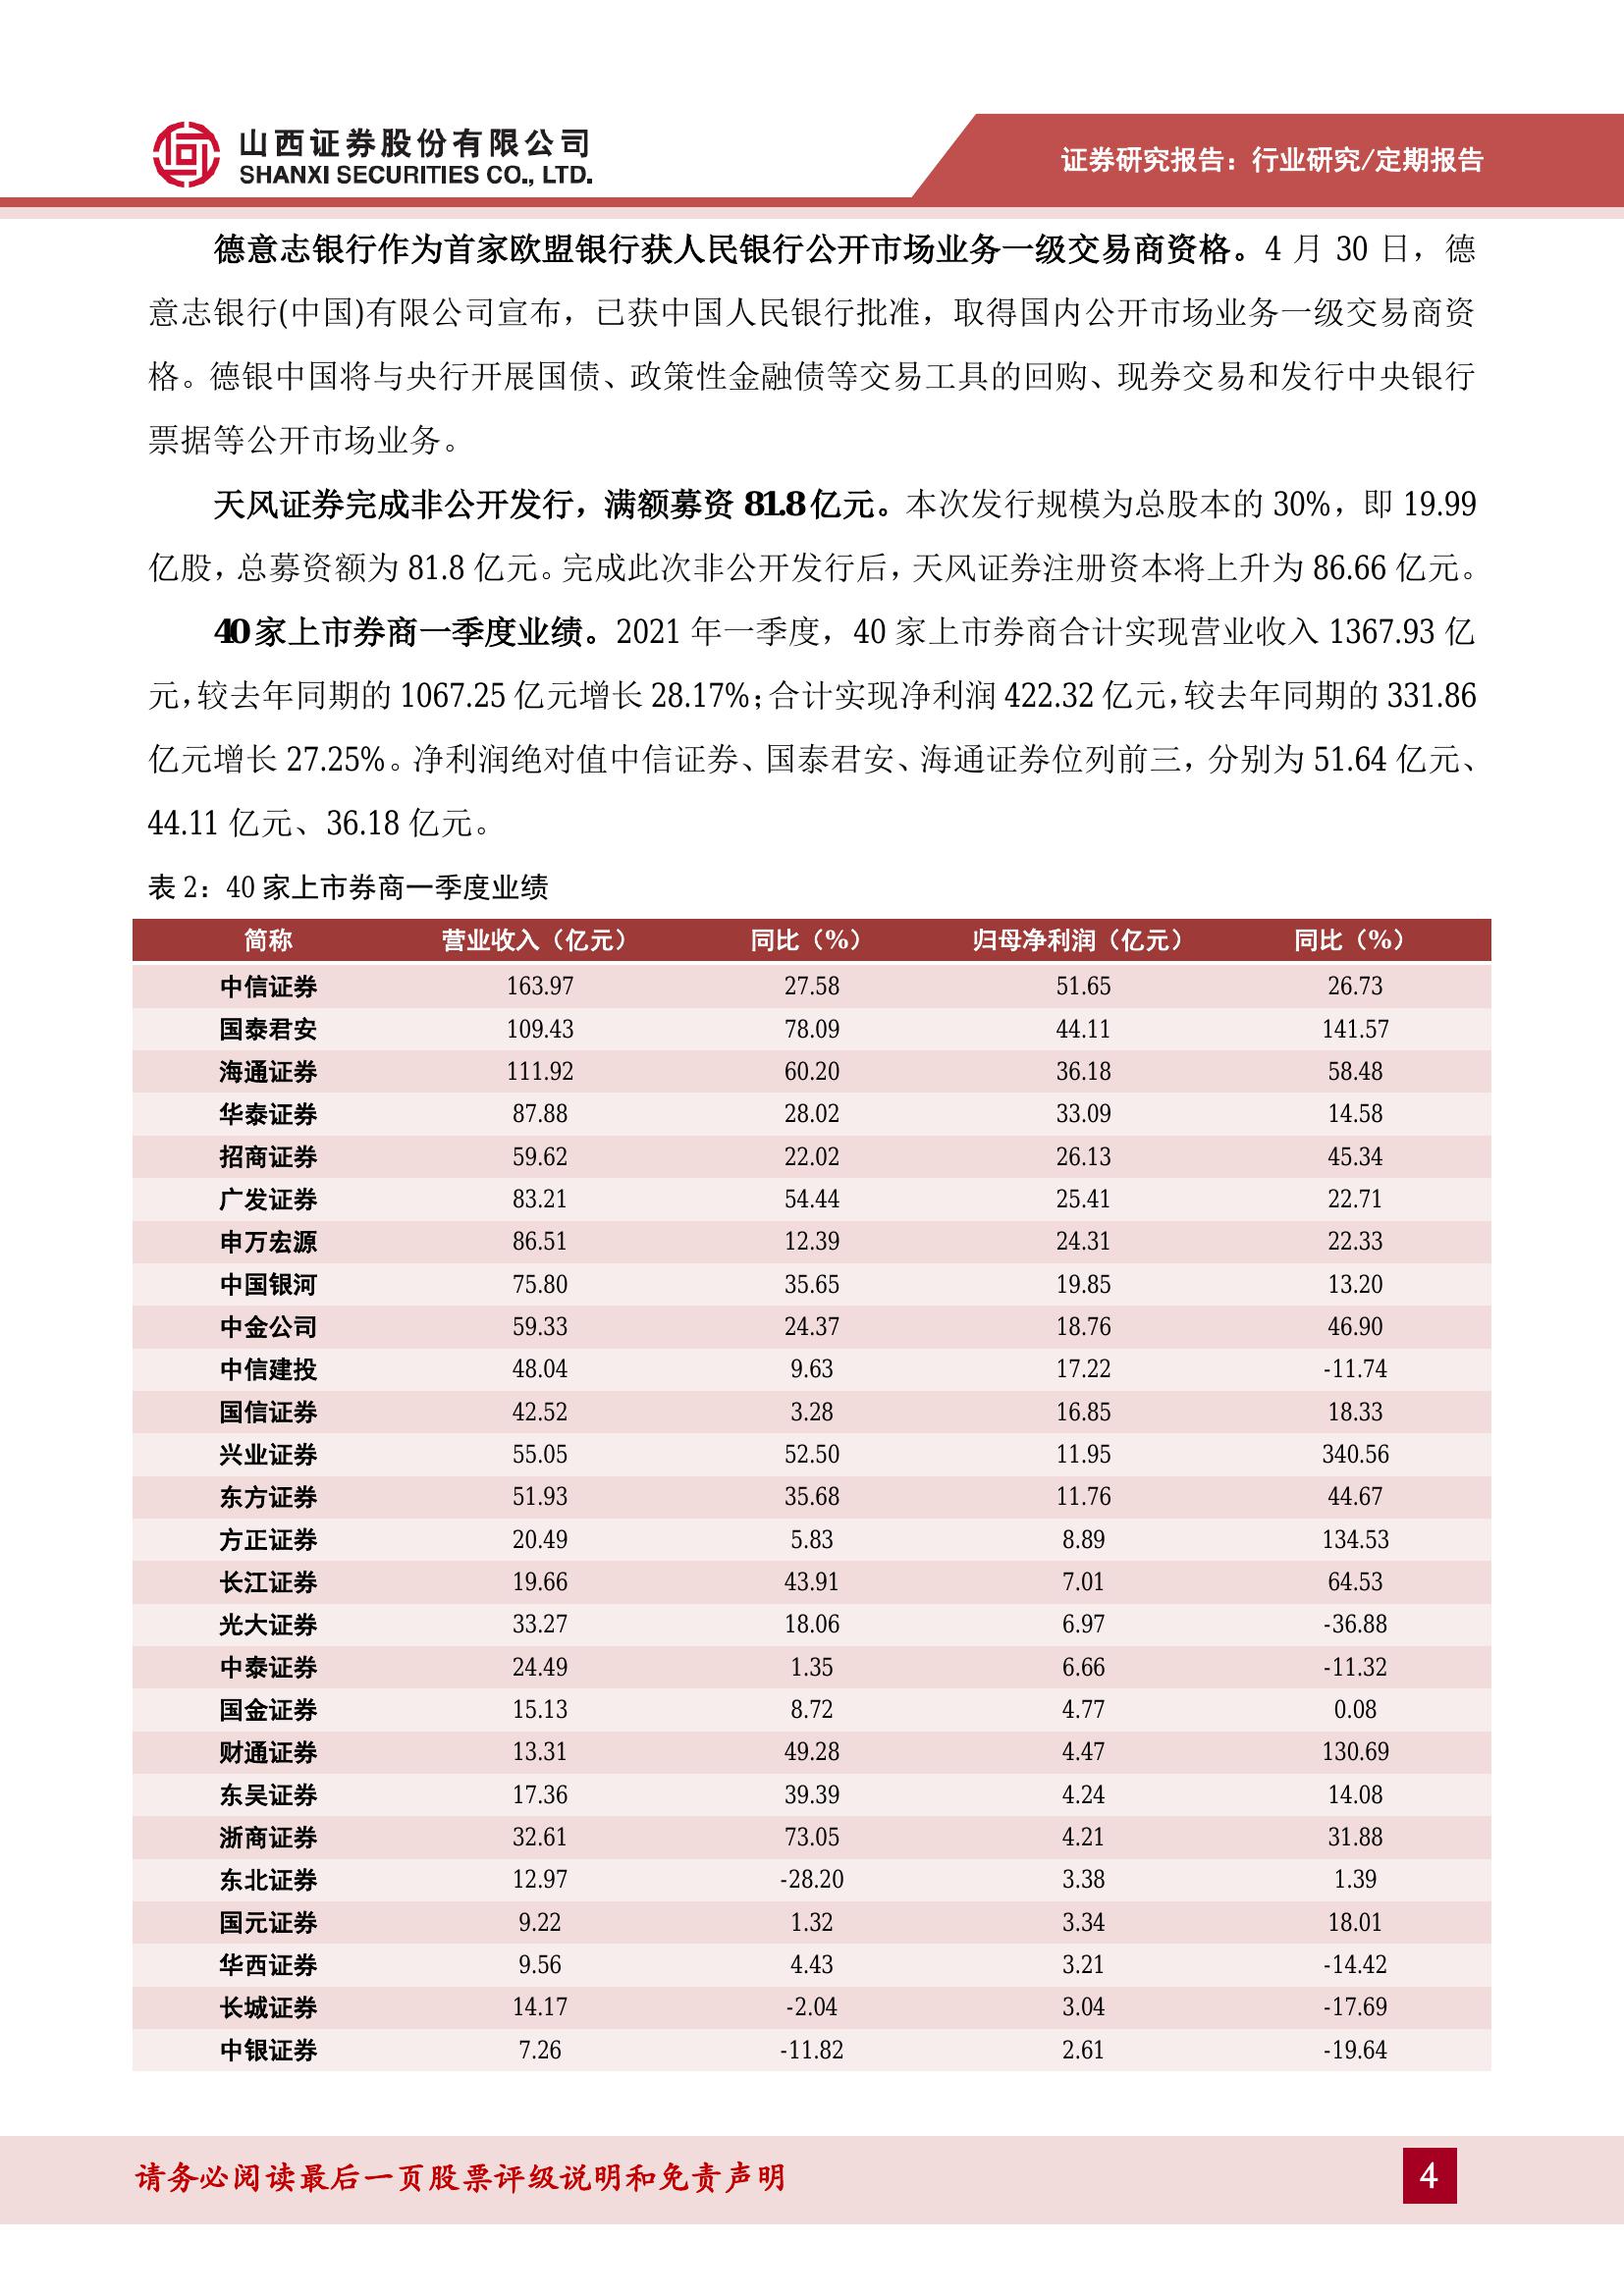 山西证券股份有限公司
SHANXI SECURITIES CO., LTD.
证券研究报告：行业研究/定期报告
德意志银行作为首家欧盟银行获人民银行公开市场业务一级交易商资格。4 月 30 日，德
意志银行(中国)有限公司宣布，已获中国人民银行批准，取得国内公开市场业务一级交易商资
格。德银中国将与央行开展国债、政策性金融债等交易工具的回购、现券交易和发行中央银行
票据等公开市场业务。
天风证券完成非公开发行，满额募资 81.8 亿元。本次发行规模为总股本的 30%，即 19.99
亿股，总募资额为 81.8 亿元。完成此次非公开发行后，天风证券注册资本将上升为 86.66 亿元。
40 家上市券商一季度业绩。2021 年一季度，40 家上市券商合计实现营业收入 1367.93 亿
元，较去年同期的 1067.25 亿元增长 28.17%；合计实现净利润 422.32 亿元，较去年同期的 331.86
亿元增长 27.25%。净利润绝对值中信证券、国泰君安、海通证券位列前三，分别为 51.64 亿元、
44.11 亿元、36.18 亿元。
表 2：40 家上市券商一季度业绩
简称 营业收入（亿元） 同比（%） 归母净利润（亿元） 同比（%）
中信证券 163.97 27.58 51.65 26.73
国泰君安 109.43 78.09 44.11 141.57
海通证券 111.92 60.20 36.18 58.48
华泰证券 87.88 28.02 33.09 14.58
招商证券 59.62 22.02 26.13 45.34
广发证券 83.21 54.44 25.41 22.71
申万宏源 86.51 12.39 24.31 22.33
中国银河 75.80 35.65 19.85 13.20
中金公司 59.33 24.37 18.76 46.90
中信建投 48.04 9.63 17.22 -11.74
国信证券 42.52 3.28 16.85 18.33
兴业证券 55.05 52.50 11.95 340.56
东方证券 51.93 35.68 11.76 44.67
方正证券 20.49 5.83 8.89 134.53
长江证券 19.66 43.91 7.01 64.53
光大证券 33.27 18.06 6.97 -36.88
中泰证券 24.49 1.35 6.66 -11.32
国金证券 15.13 8.72 4.77 0.08
财通证券 13.31 49.28 4.47 130.69
东吴证券 17.36 39.39 4.24 14.08
浙商证券 32.61 73.05 4.21 31.88
东北证券 12.97 -28.20 3.38 1.39
国元证券 9.22 1.32 3.34 18.01
华西证券 9.56 4.43 3.21 -14.42
长城证券 14.17 -2.04 3.04 -17.69
中银证券 7.26 -11.82 2.61 -19.64
请务必阅读最后一页股票评级说明和免责声明
4